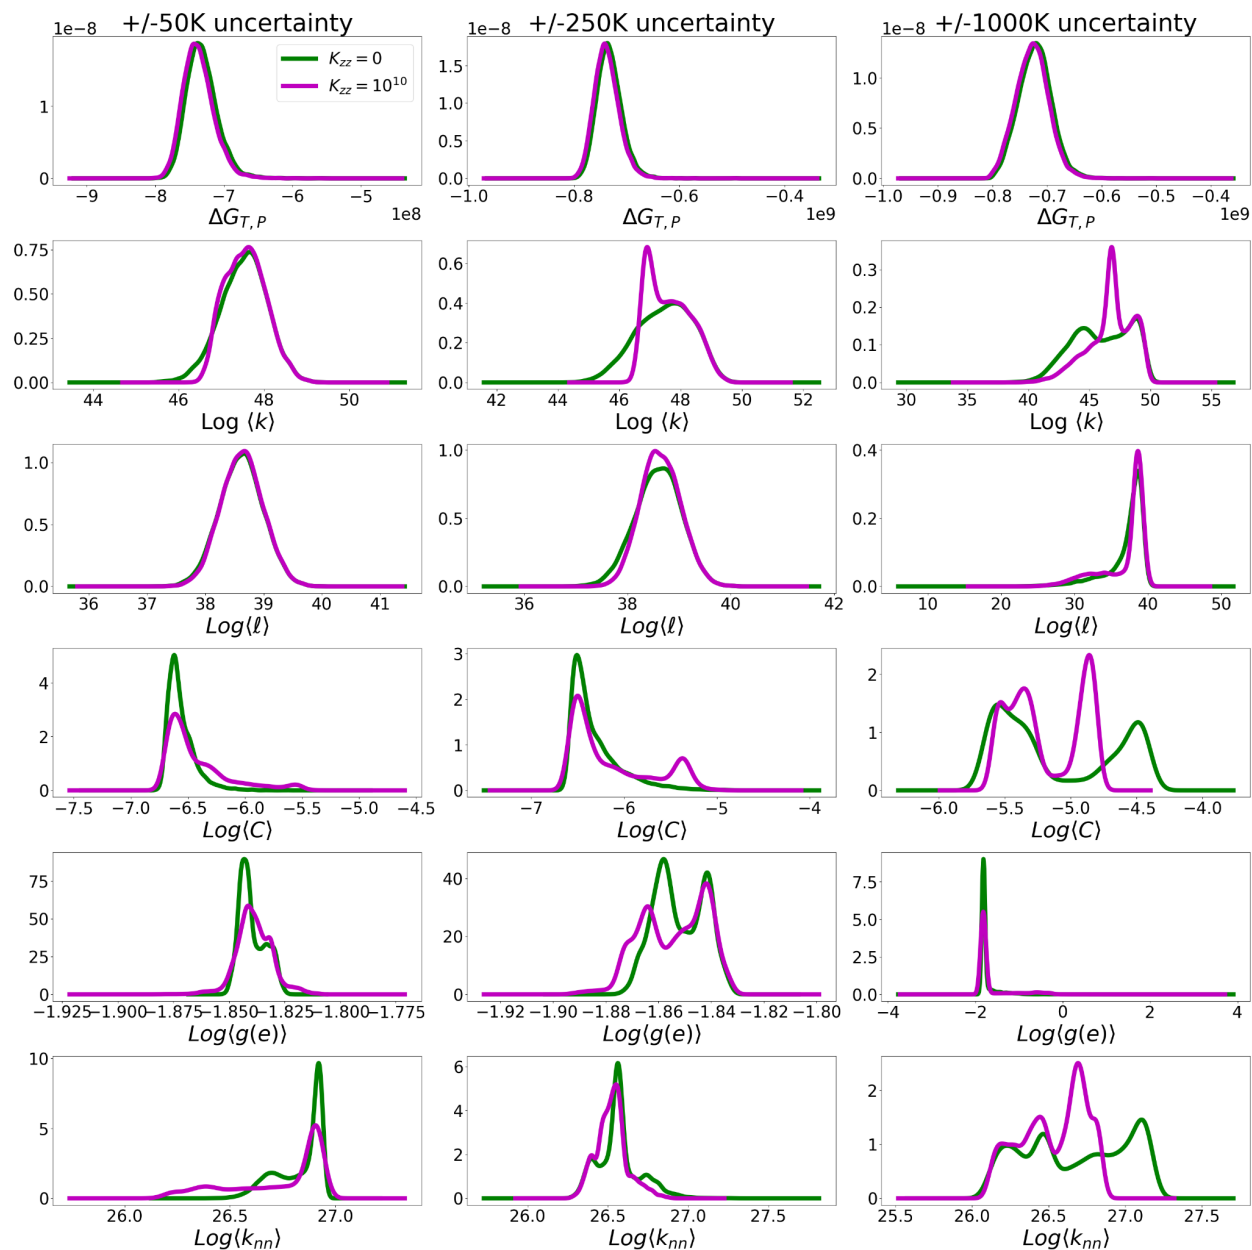 +/-50K uncertainty +/-250K uncertainty +/-1000K uncertainty
1e−8 1e−8 1e−8
K_zz = 0
K_zz = 10^10
1
0
1.5
1.0
0.5
0.0
1.0
0.5
0.0
−9 −8 −7 −6 −5
−1.0 −0.8 −0.6 −0.4
−0.9 −0.8 −0.7 −0.6 −0.5 −0.4
ΔG_T,P 1e8 ΔG_T,P 1e9 ΔG_T,P 1e9
0.75
0.50
0.25
0.00
0.6
0.4
0.2
0.0
0.3
0.2
0.1
0.0
44 46 48 50
42 44 46 48 50 52
30 35 40 45 50 55
Log ⟨k⟩ Log ⟨k⟩ Log ⟨k⟩
1.0
0.5
0.0
1.0
0.5
0.0
0.4
0.2
0.0
36 37 38 39 40 41
36 38 40 42
10 20 30 40 50
Log⟨ℓ⟩ Log⟨ℓ⟩ Log⟨ℓ⟩
4
2
0
3
2
1
0
2
1
0
−7.5 −7.0 −6.5 −6.0 −5.5 −5.0 −4.5
−7 −6 −5 −4
−6.0 −5.5 −5.0 −4.5 −4.0
Log⟨C⟩ Log⟨C⟩ Log⟨C⟩
75
50
25
0
40
20
0
7.5
5.0
2.5
0.0
−1.925 −1.900 −1.875 −1.850 −1.825 −1.800 −1.775
−1.92 −1.90 −1.88 −1.86 −1.84 −1.82 −1.80
−4 −2 0 2 4
Log⟨g(e)⟩ Log⟨g(e)⟩ Log⟨g(e)⟩
10
5
0
6
4
2
0
2
1
0
26.0 26.5 27.0
26.0 26.5 27.0 27.5
25.5 26.0 26.5 27.0 27.5
Log⟨k_nn⟩ Log⟨k_nn⟩ Log⟨k_nn⟩